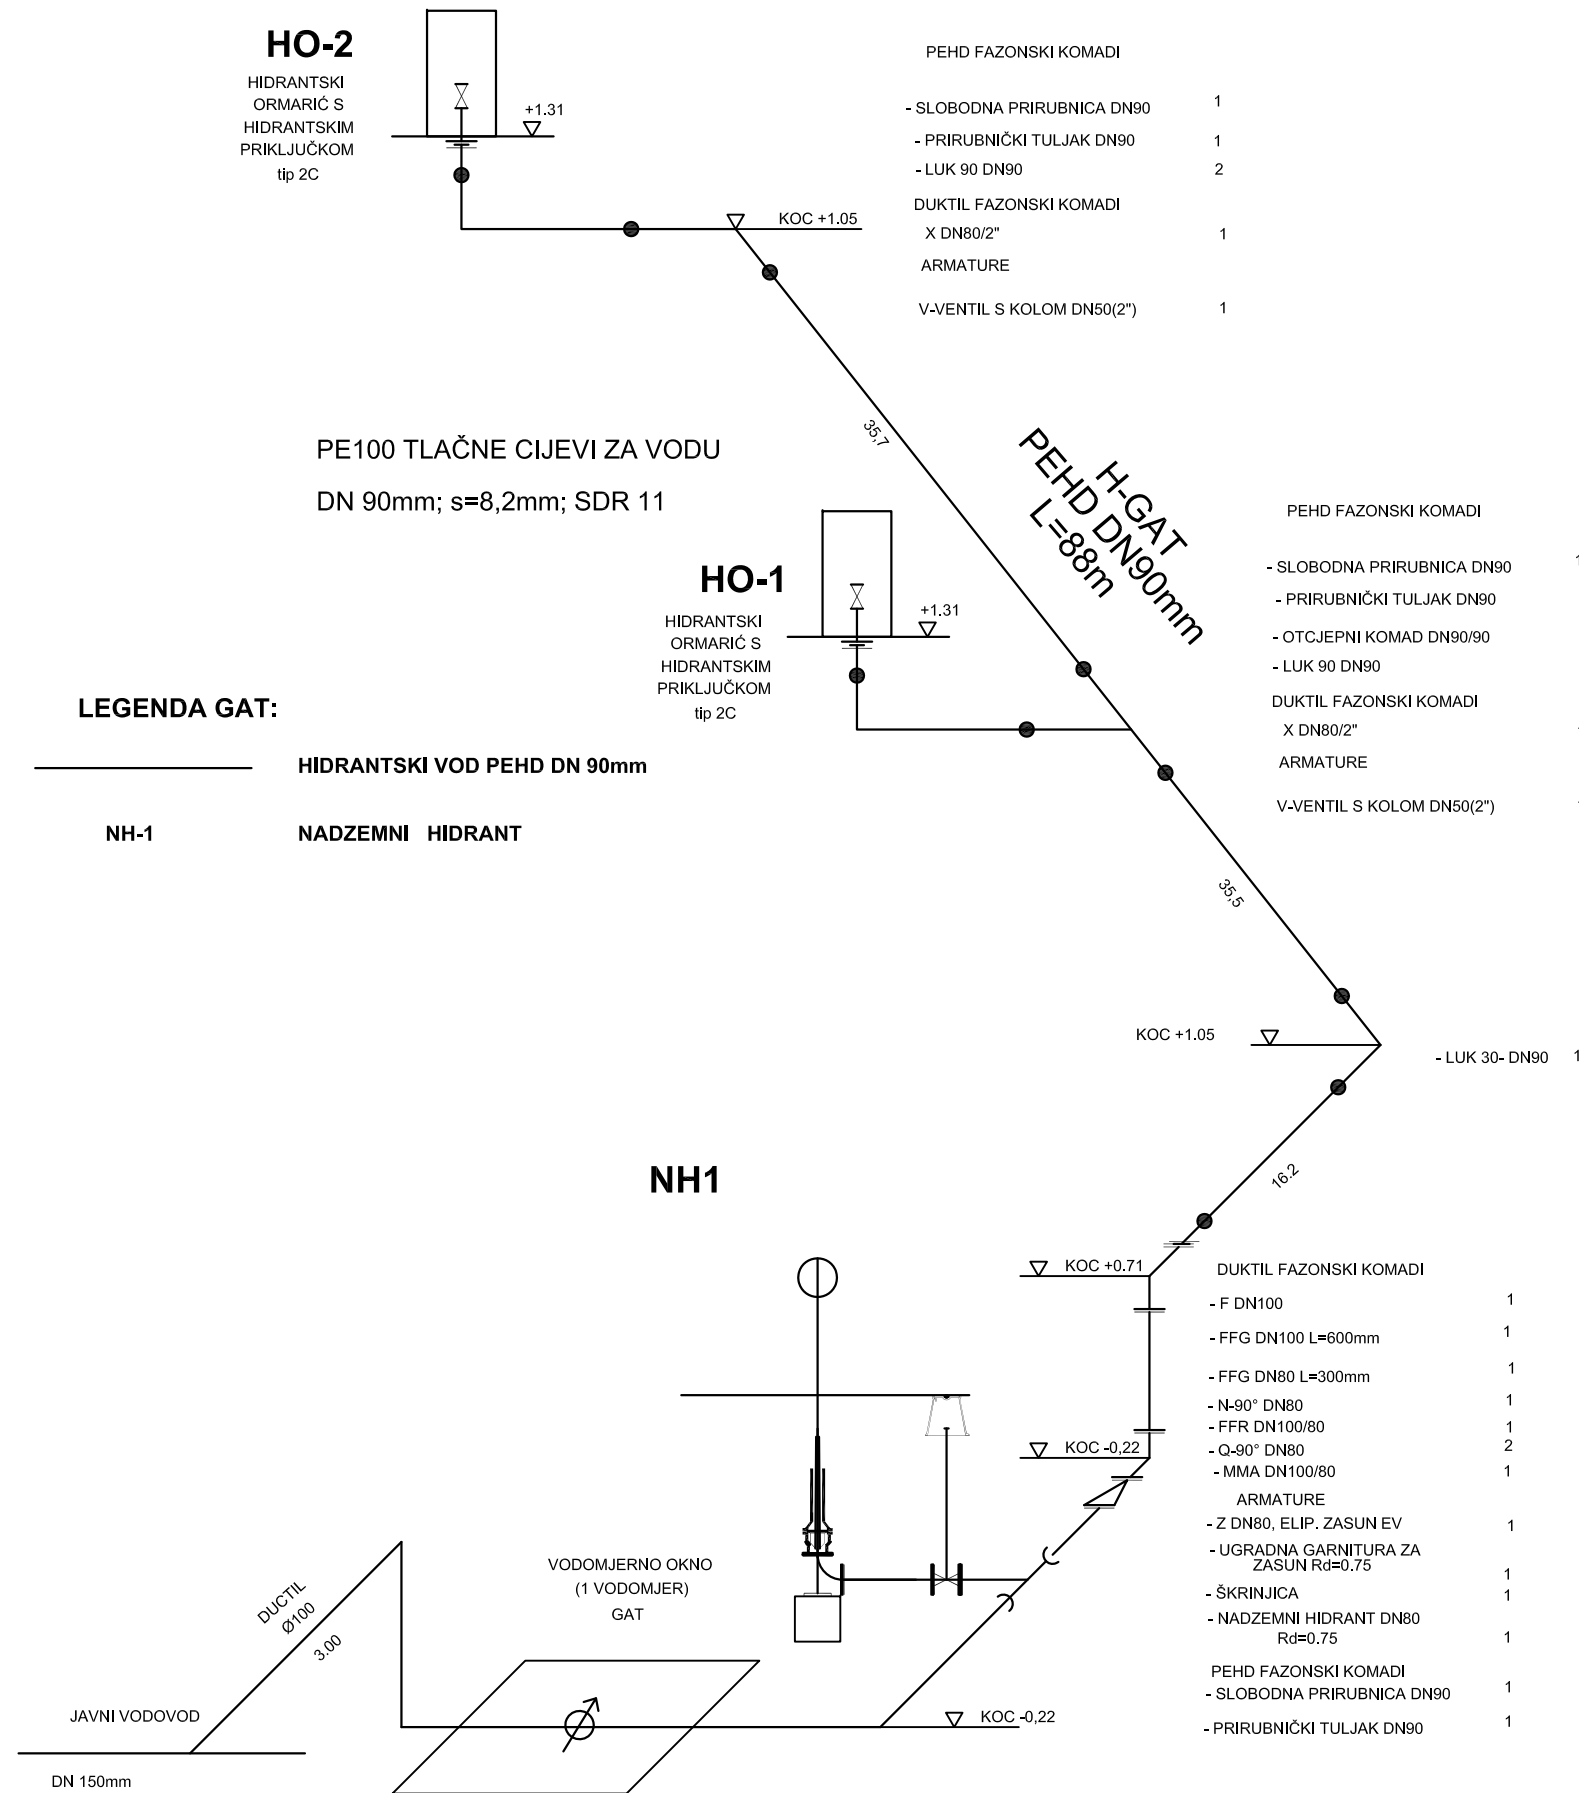 HO-2
HIDRANTSKI
ORMARIĆ S
HIDRANTSKIM
PRIKLJUČKOM
tip 2C
+1.31
KOC +1.05
PEHD FAZONSKI KOMADI
- SLOBODNA PRIRUBNICA DN90 1
- PRIRUBNIČKI TULJAK DN90 1
- LUK 90 DN90 2
DUKTIL FAZONSKI KOMADI
X DN80/2" 1
ARMATURE
V-VENTIL S KOLOM DN50(2") 1
35,7
PE100 TLAČNE CIJEVI ZA VODU
DN 90mm; s=8,2mm; SDR 11
H-GAT
PEHD DN90mm
L=88m
HO-1
HIDRANTSKI
ORMARIĆ S
HIDRANTSKIM
PRIKLJUČKOM
tip 2C
+1.31
PEHD FAZONSKI KOMADI
- SLOBODNA PRIRUBNICA DN90 1
- PRIRUBNIČKI TULJAK DN90
- OTCJEPNI KOMAD DN90/90
- LUK 90 DN90
DUKTIL FAZONSKI KOMADI
X DN80/2"
ARMATURE
V-VENTIL S KOLOM DN50(2")
LEGENDA GAT:
HIDRANTSKI VOD PEHD DN 90mm
NH-1 NADZEMNI HIDRANT
35,5
KOC +1.05
- LUK 30- DN90 1
16.2
NH1
KOC +0.71
KOC -0,22
DUKTIL FAZONSKI KOMADI
- F DN100 1
- FFG DN100 L=600mm 1
- FFG DN80 L=300mm 1
- N-90° DN80 1
- FFR DN100/80 1
- Q-90° DN80 2
- MMA DN100/80 1
ARMATURE
- Z DN80, ELIP. ZASUN EV 1
- UGRADNA GARNITURA ZA
ZASUN Rd=0.75 1
- ŠKRINJICA 1
- NADZEMNI HIDRANT DN80
Rd=0.75 1
PEHD FAZONSKI KOMADI
- SLOBODNA PRIRUBNICA DN90 1
- PRIRUBNIČKI TULJAK DN90 1
VODOMJERNO OKNO
(1 VODOMJER)
GAT
DUCTIL
Ø100
3.00
JAVNI VODOVOD
DN 150mm
KOC -0,22